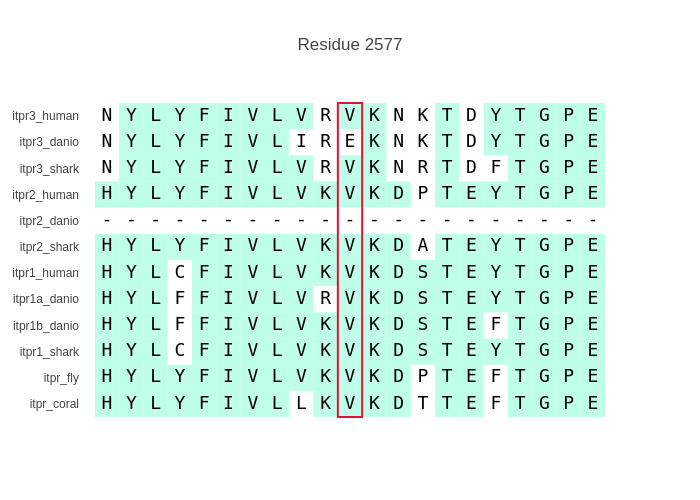 Residue 2577
itpr3_human N Y L Y F I V L V R V K N K T D Y T G P E
itpr3_danio N Y L Y F I V L I R E K N K T D Y T G P E
itpr3_shark N Y L Y F I V L V R V K N R T D F T G P E
itpr2_human H Y L Y F I V L V K V K D P T E Y T G P E
itpr2_danio - - - - - - - - - - - - - - - - - - - - -
itpr2_shark H Y L Y F I V L V K V K D A T E Y T G P E
itpr1_human H Y L C F I V L V K V K D S T E Y T G P E
itpr1a_danio H Y L F F I V L V R V K D S T E Y T G P E
itpr1b_danio H Y L F F I V L V K V K D S T E F T G P E
itpr1_shark H Y L C F I V L V K V K D S T E Y T G P E
itpr_fly H Y L Y F I V L V K V K D P T E F T G P E
itpr_coral H Y L Y F I V L L K V K D T T E F T G P E